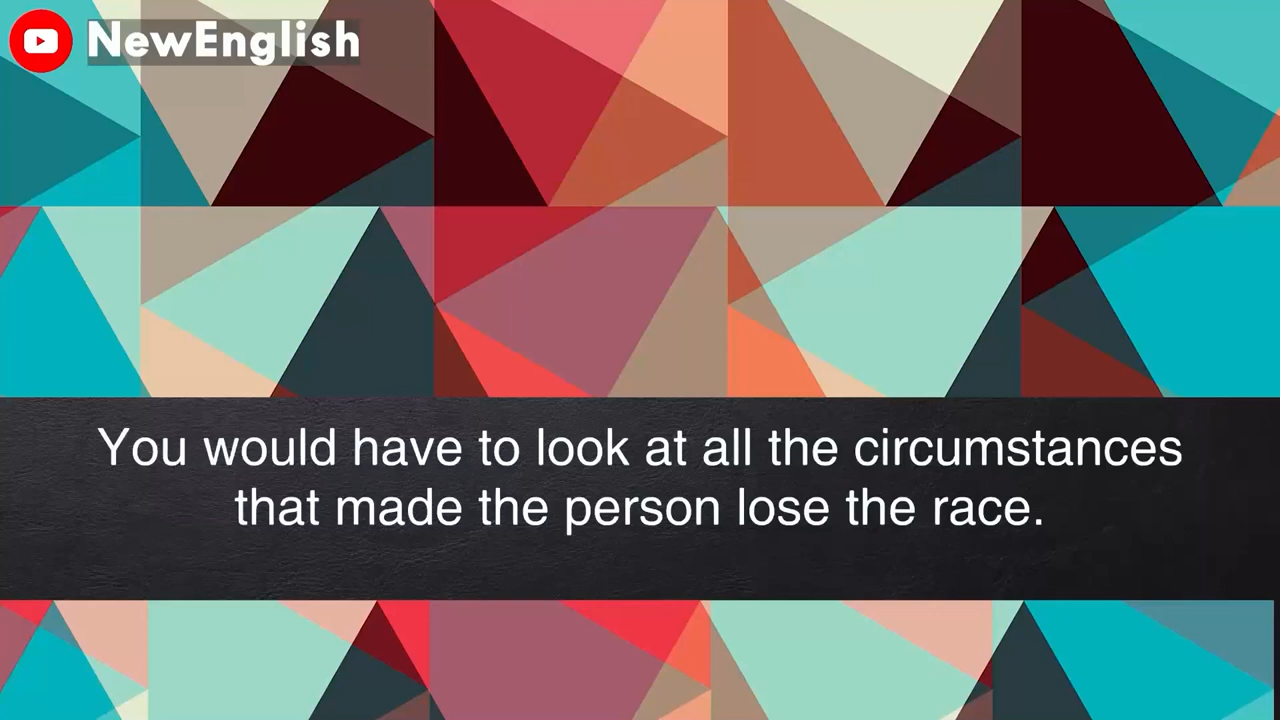 NewEnglish
You would have to look at all the circumstances
that made the person lose the race.